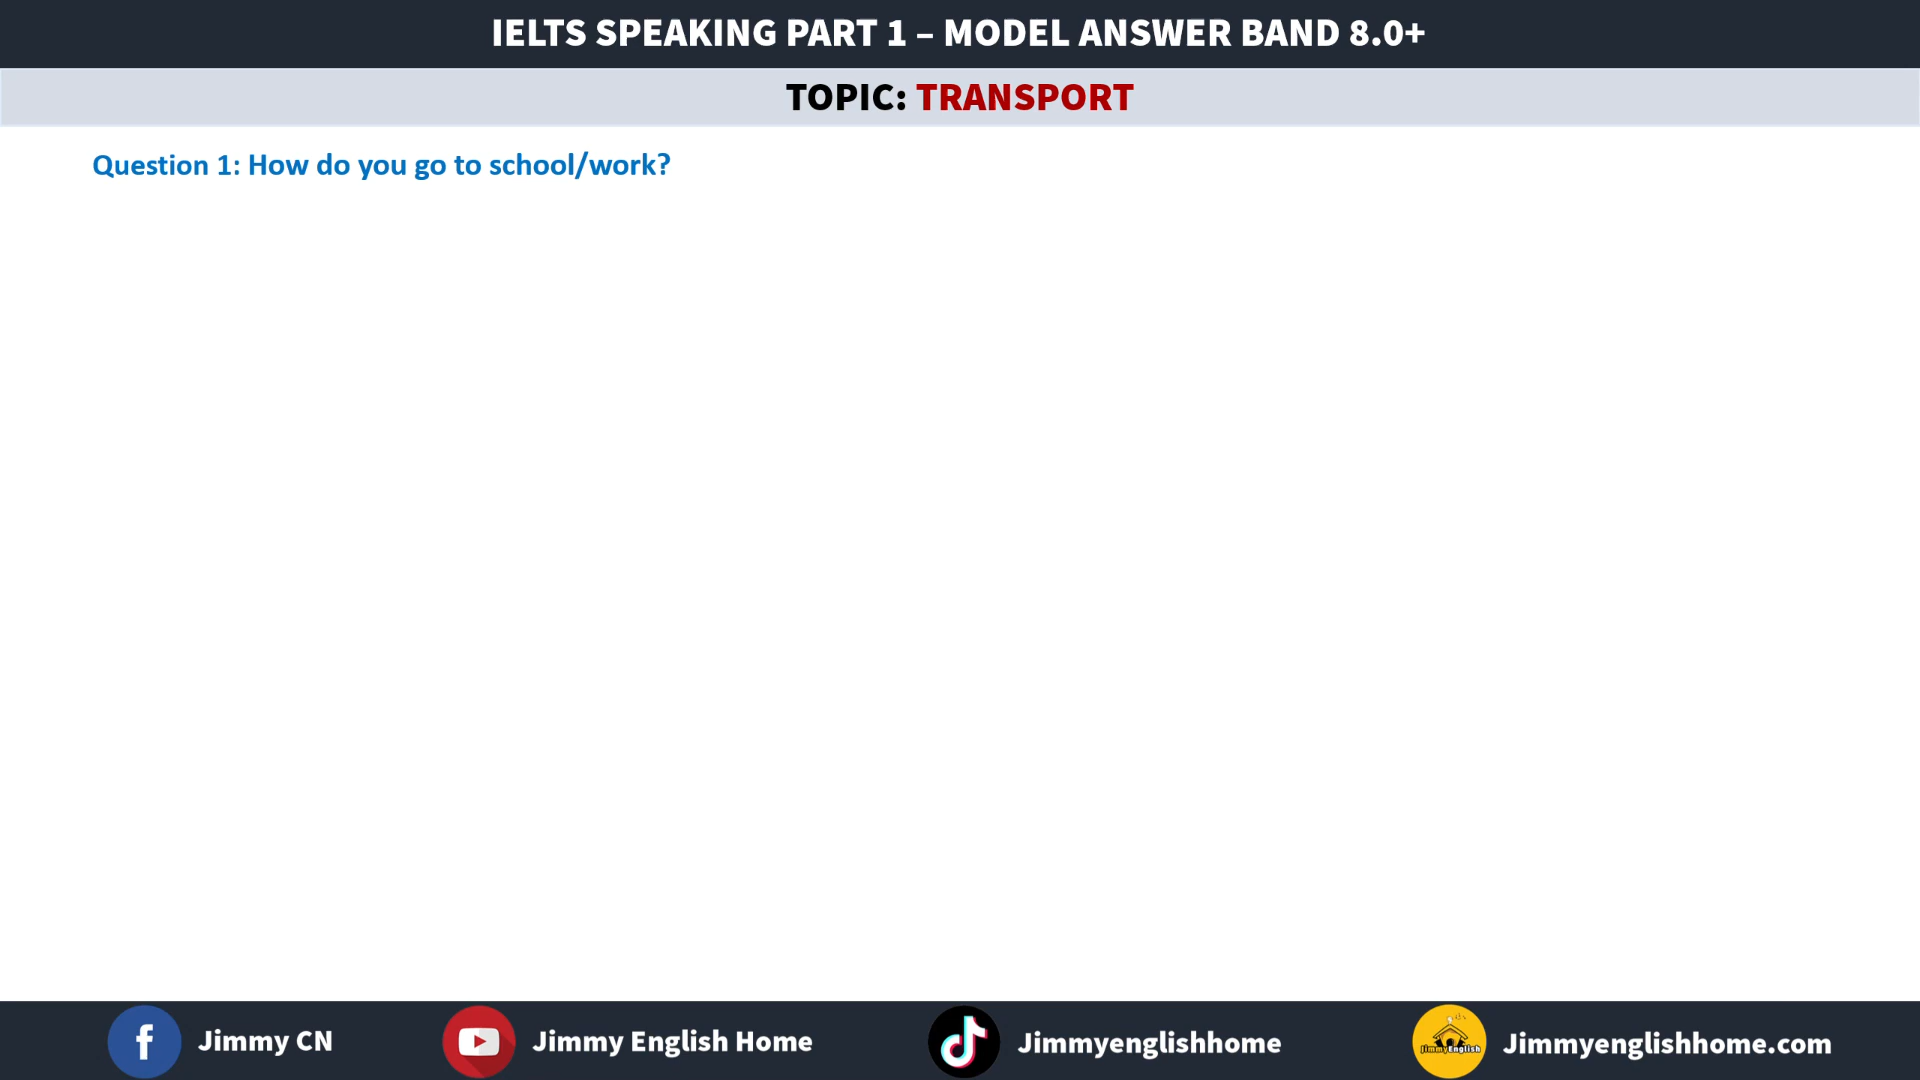 IELTS SPEAKING PART 1 – MODEL ANSWER BAND 8.0+
TOPIC: TRANSPORT
Question 1: How do you go to school/work?
Jimmy CN
Jimmy English Home
Jimmyenglishhome
JimmyEnglish
Jimmyenglishhome.com